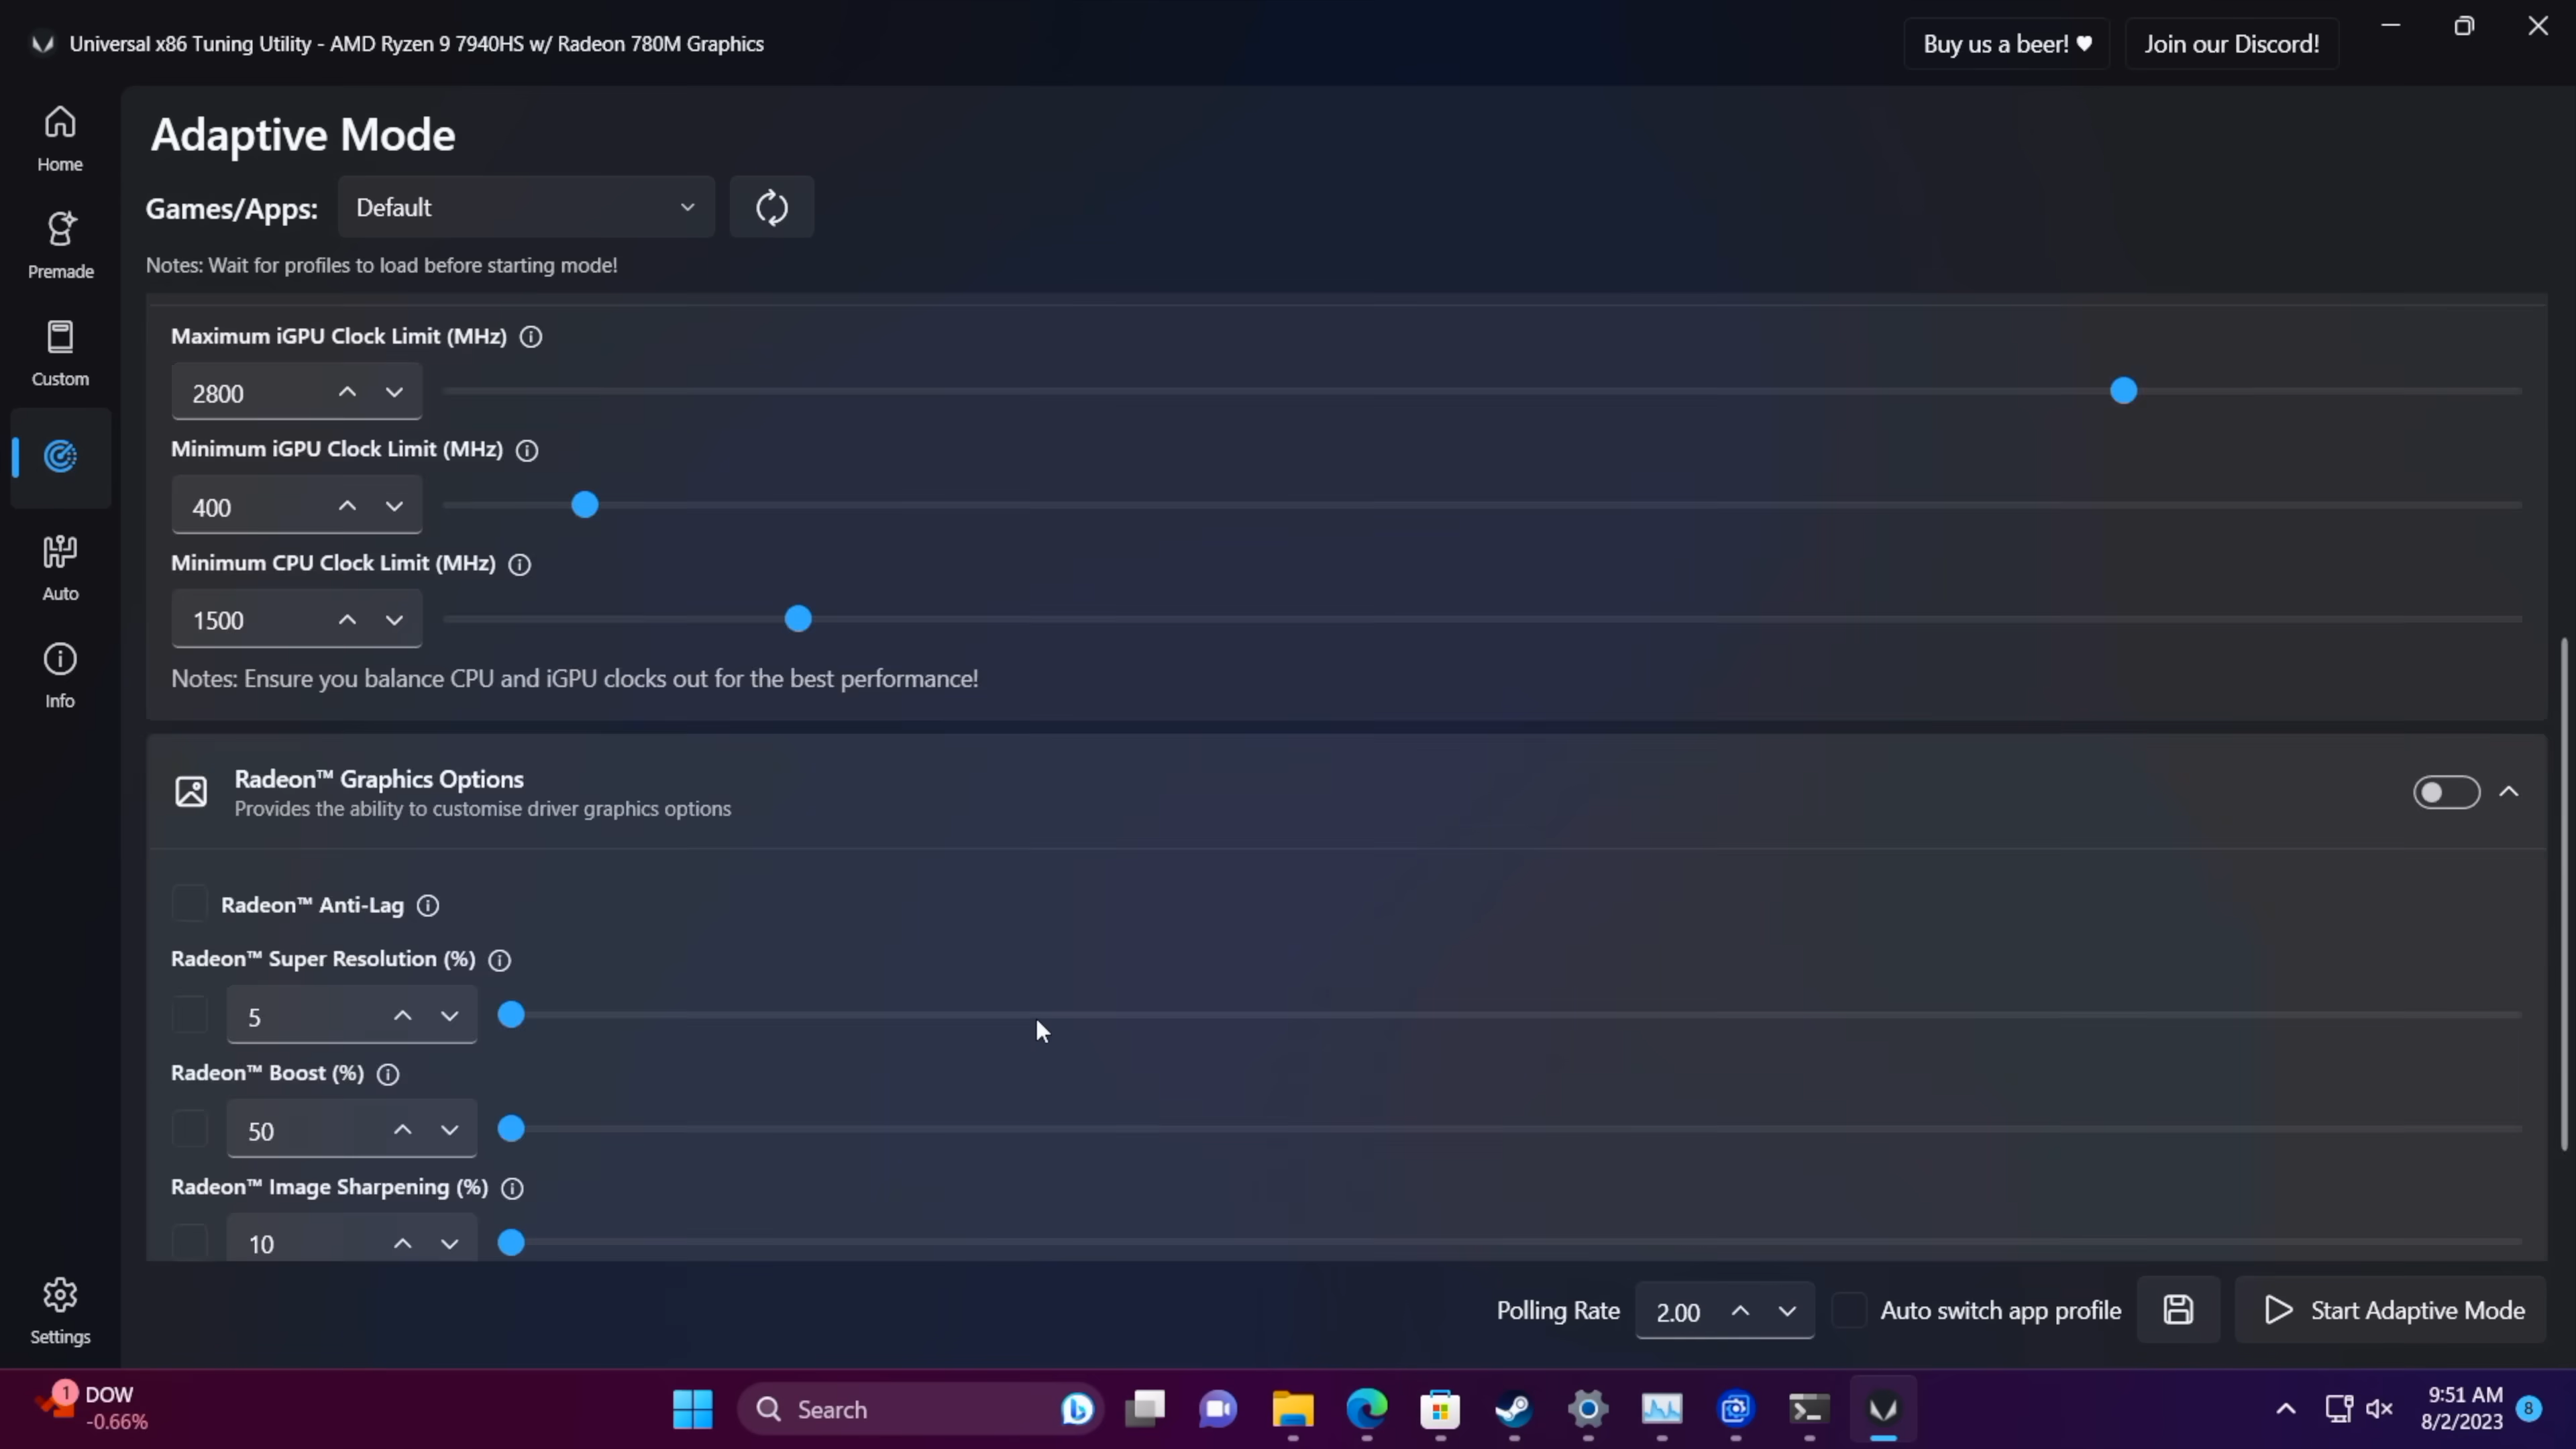 Universal x86 Tuning Utility - AMD Ryzen 9 7940HS w/ Radeon 780M Graphics
Buy us a beer! ♥
Join our Discord!
Home
Premade
Custom
Auto
Info
Settings
Adaptive Mode
Games/Apps:
Default
Notes: Wait for profiles to load before starting mode!
Maximum iGPU Clock Limit (MHz)
2800
Minimum iGPU Clock Limit (MHz)
400
Minimum CPU Clock Limit (MHz)
1500
Notes: Ensure you balance CPU and iGPU clocks out for the best performance!
Radeon™ Graphics Options
Provides the ability to customise driver graphics options
Radeon™ Anti-Lag
Radeon™ Super Resolution (%)
5
Radeon™ Boost (%)
50
Radeon™ Image Sharpening (%)
10
Polling Rate
2.00
Auto switch app profile
Start Adaptive Mode
1
DOW
-0.66%
Search
9:51 AM
8/2/2023
8